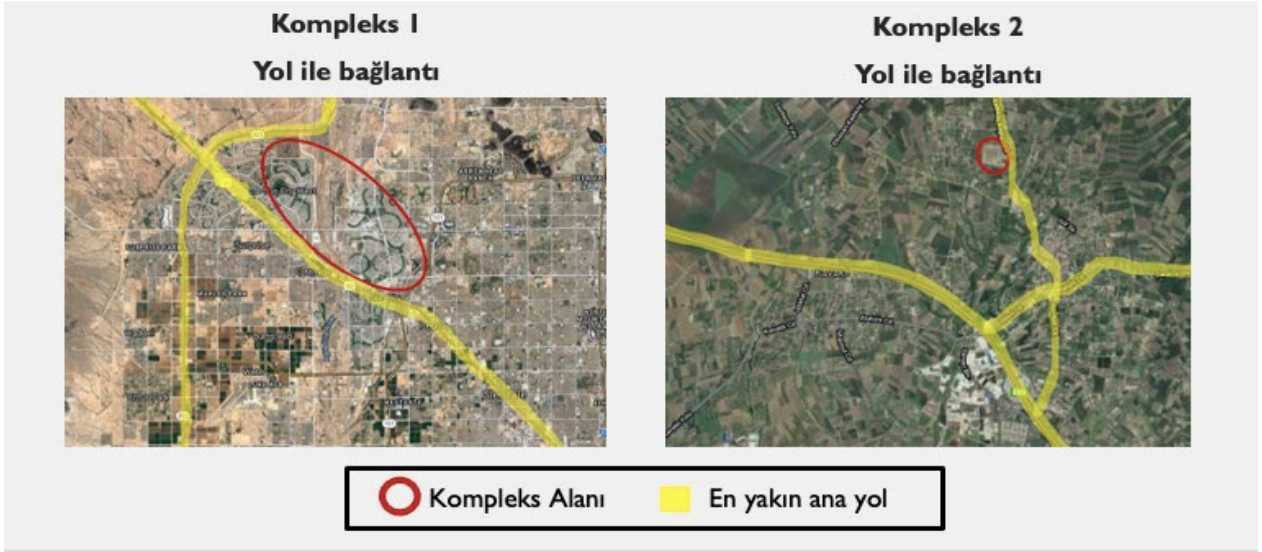 Kompleks 1
Yol ile bağlantı
Kompleks 2
Yol ile bağlantı
Kompleks Alanı
En yakın ana yol